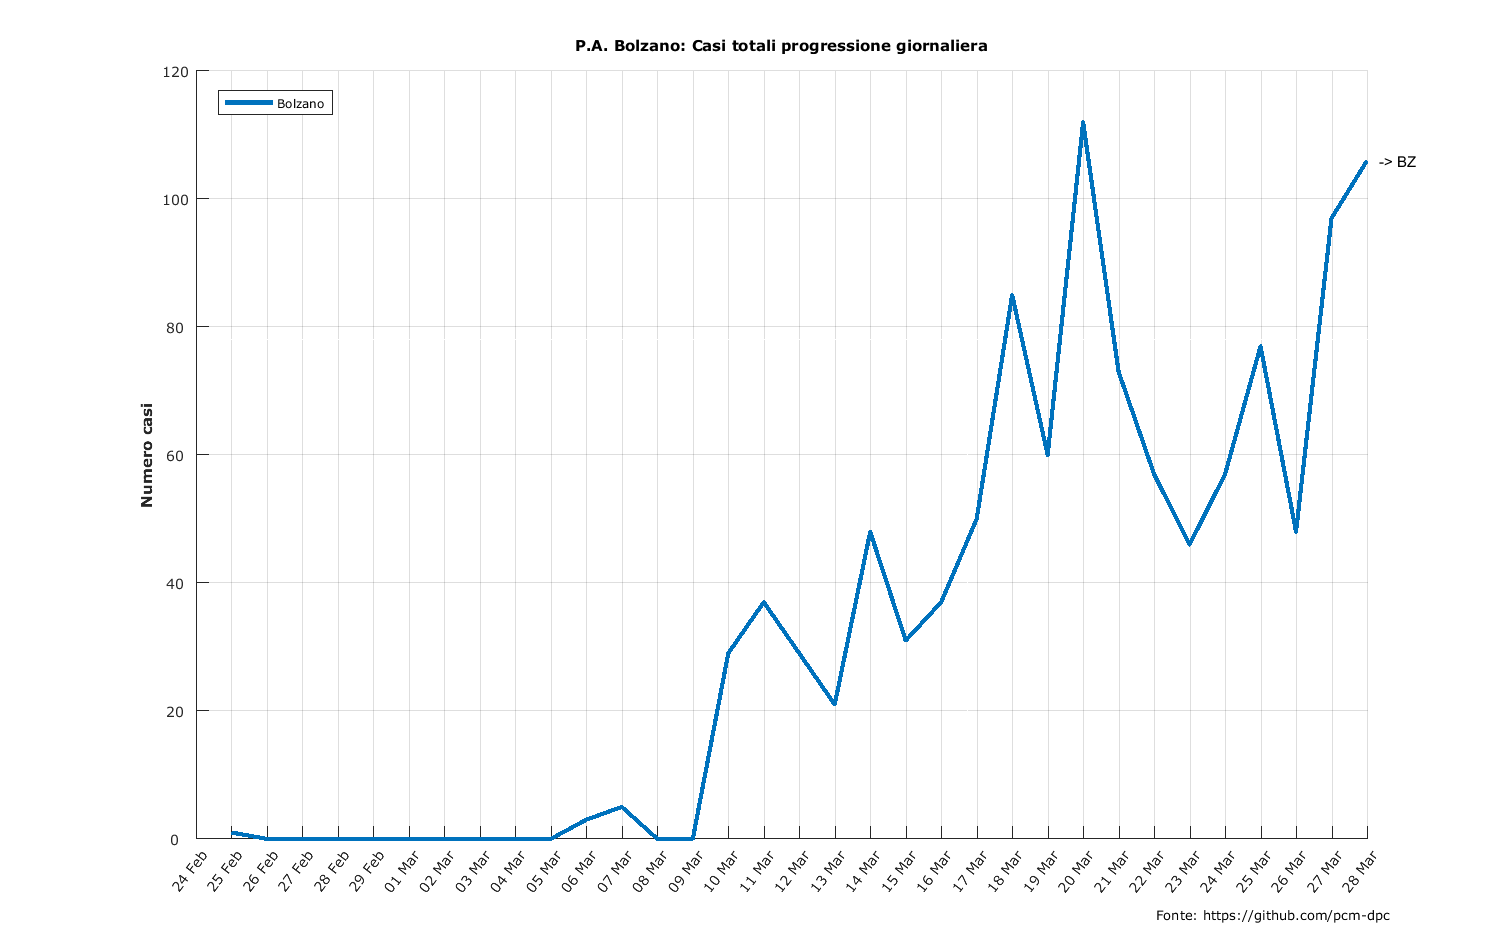 P.A. Bolzano: Casi totali progressione giornaliera
120
Bolzano
-> BZ
100
80
60
40
20
0
Numero casi
24 Feb
25 Feb
26 Feb
27 Feb
28 Feb
29 Feb
01 Mar
02 Mar
03 Mar
04 Mar
05 Mar
06 Mar
07 Mar
08 Mar
09 Mar
10 Mar
11 Mar
12 Mar
13 Mar
14 Mar
15 Mar
16 Mar
17 Mar
18 Mar
19 Mar
20 Mar
21 Mar
22 Mar
23 Mar
24 Mar
25 Mar
26 Mar
27 Mar
28 Mar
Fonte: https://github.com/pcm-dpc